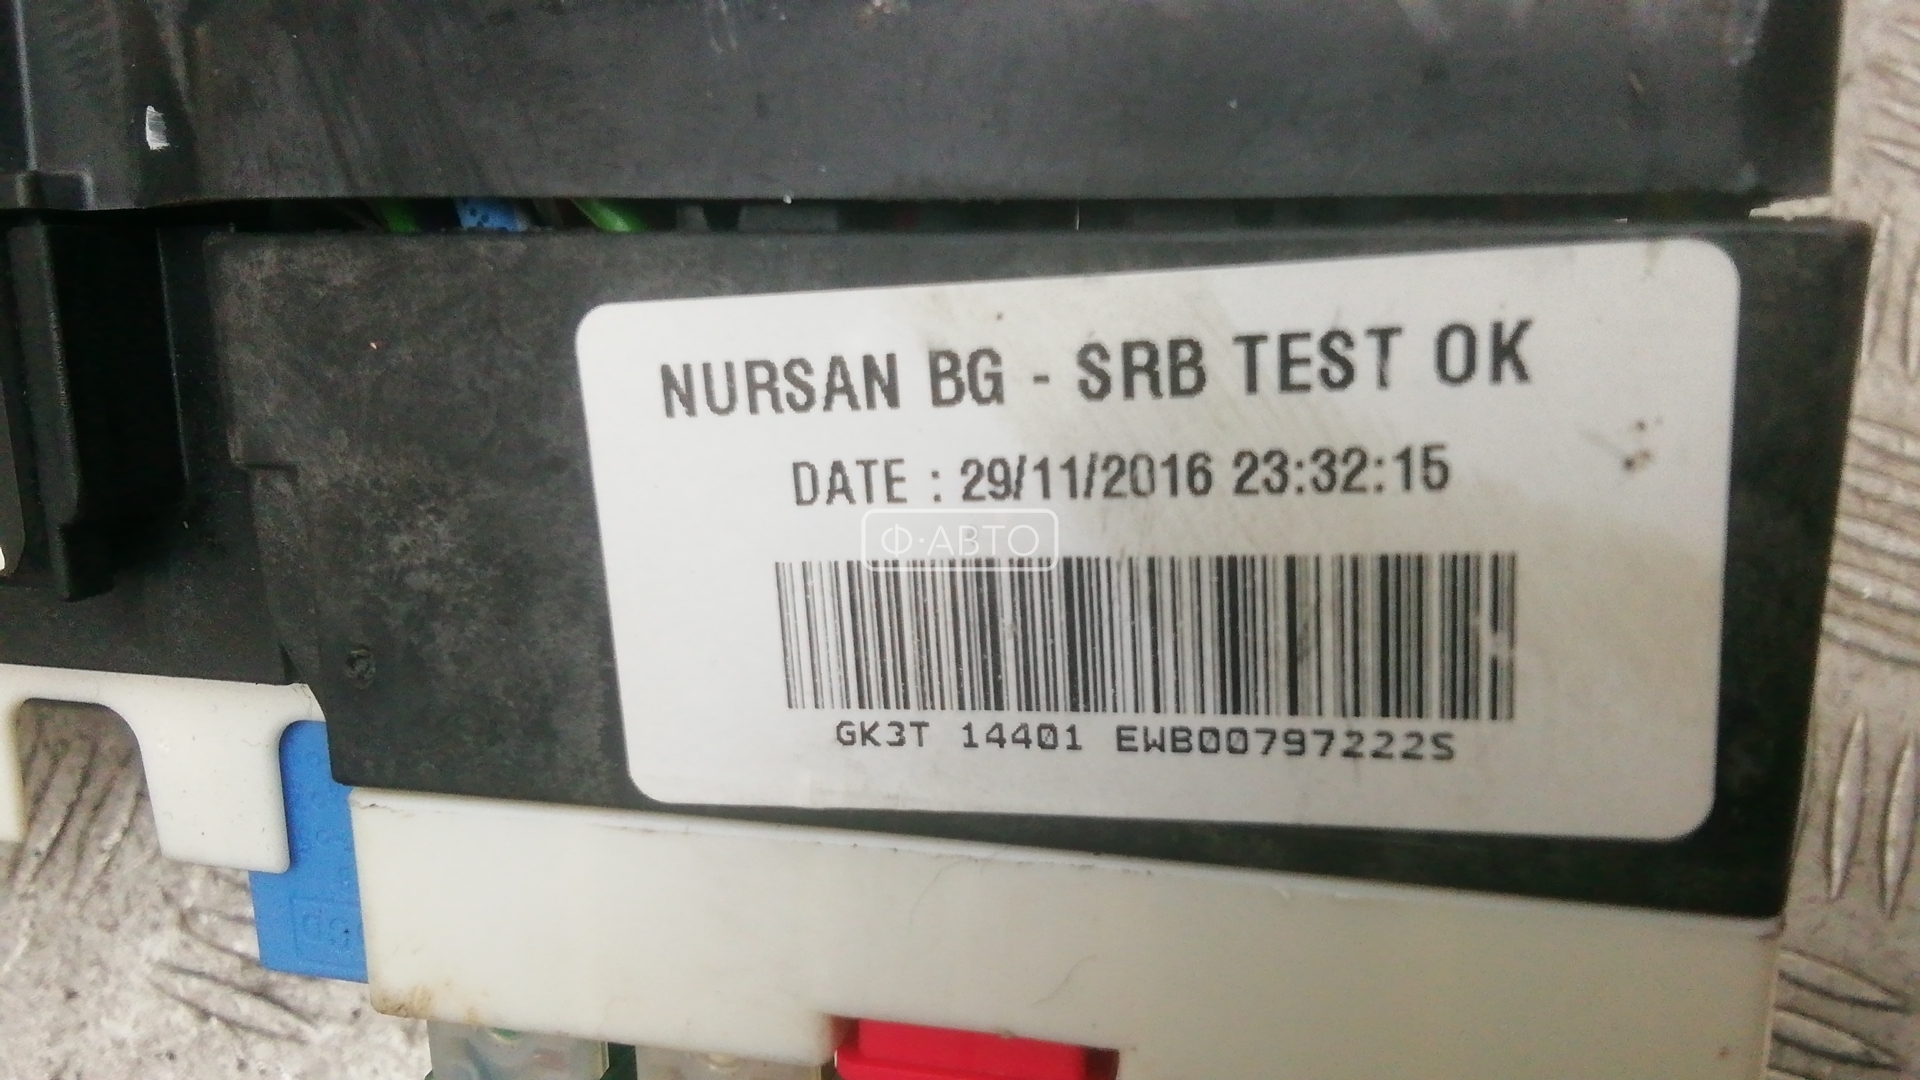 NURSAN BG - SRB TEST OK
DATE : 29/11/2016 23:32:15
Ф·АВТО
GK3T 14401 EWB00797222S